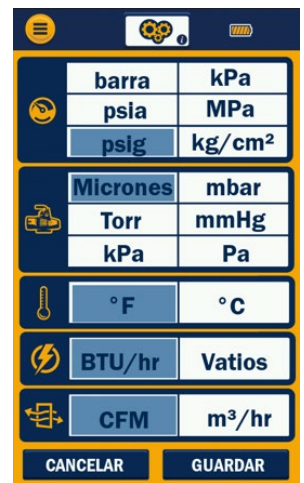 i
barra kPa
psia MPa
psig kg/cm²
Micrones mbar
Torr mmHg
kPa Pa
°F °C
BTU/hr Vatios
CFM m³/hr
CANCELAR GUARDAR